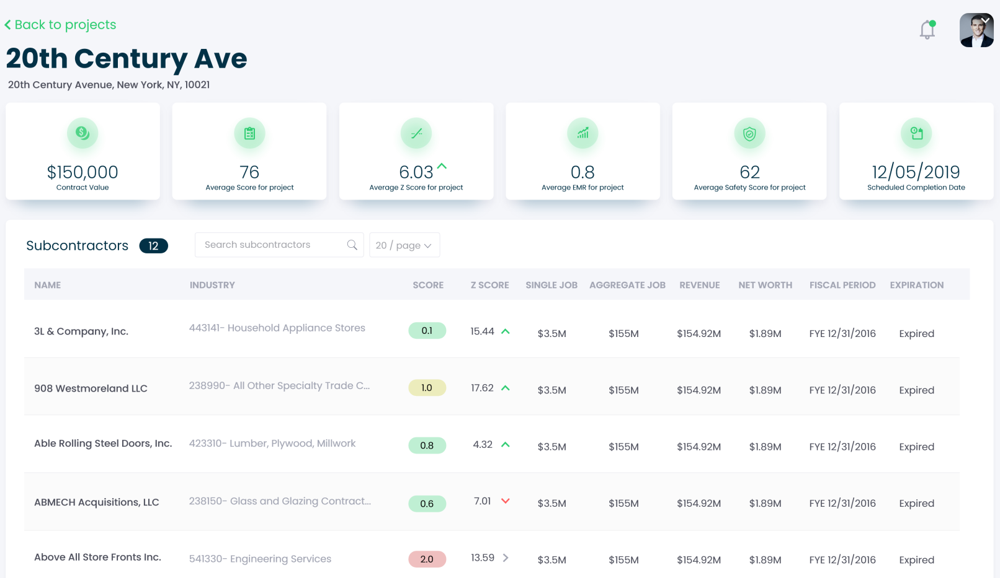 Back to projects
20th Century Ave
20th Century Avenue, New York, NY, 10021
$150,000
Contract Value
76
Average Score for project
6.03
Average Z Score for project
0.8
Average EMR for project
62
Average Safety Score for project
12/05/2019
Scheduled Completion Date
Subcontractors 12 Search subcontractors 20 / page
NAME INDUSTRY SCORE Z SCORE SINGLE JOB AGGREGATE JOB REVENUE NET WORTH FISCAL PERIOD EXPIRATION
3L & Company, Inc. 443141- Household Appliance Stores 0.1 15.44 $3.5M $155M $154.92M $1.89M FYE 12/31/2016 Expired
908 Westmoreland LLC 238990- All Other Specialty Trade C... 1.0 17.62 $3.5M $155M $154.92M $1.89M FYE 12/31/2016 Expired
Able Rolling Steel Doors, Inc. 423310- Lumber, Plywood, Millwork 0.8 4.32 $3.5M $155M $154.92M $1.89M FYE 12/31/2016 Expired
ABMECH Acquisitions, LLC 238150- Glass and Glazing Contract... 0.6 7.01 $3.5M $155M $154.92M $1.89M FYE 12/31/2016 Expired
Above All Store Fronts Inc. 541330- Engineering Services 2.0 13.59 $3.5M $155M $154.92M $1.89M FYE 12/31/2016 Expired